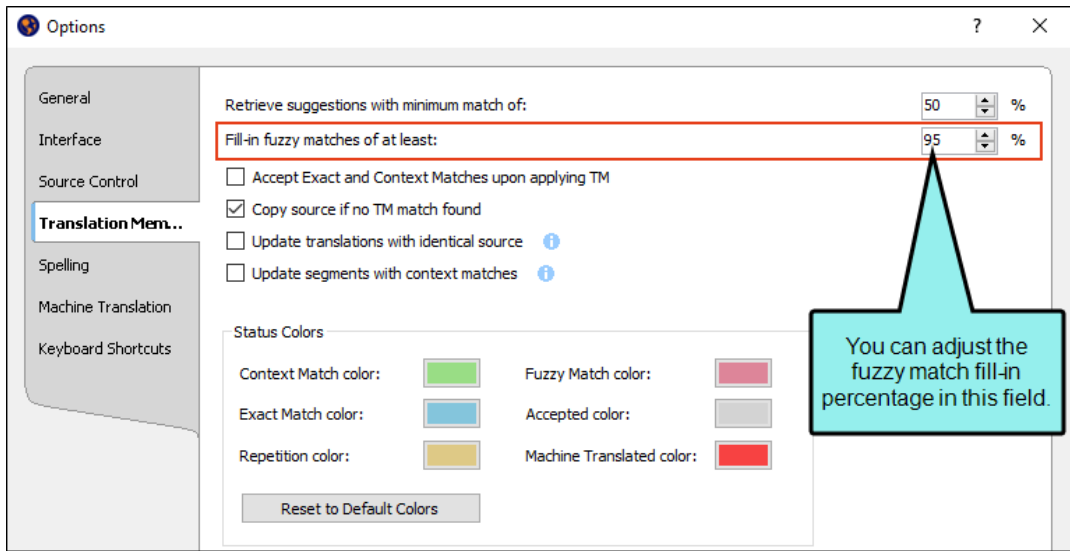 Options
?
General
Interface
Source Control
Translation Mem...
Spelling
Machine Translation
Keyboard Shortcuts
Retrieve suggestions with minimum match of: 50 %
Fill-in fuzzy matches of at least: 95 %
Accept Exact and Context Matches upon applying TM
Copy source if no TM match found
Update translations with identical source
Update segments with context matches
Status Colors
Context Match color: Fuzzy Match color:
Exact Match color: Accepted color:
Repetition color: Machine Translated color:
Reset to Default Colors
You can adjust the
fuzzy match fill-in
percentage in this field.